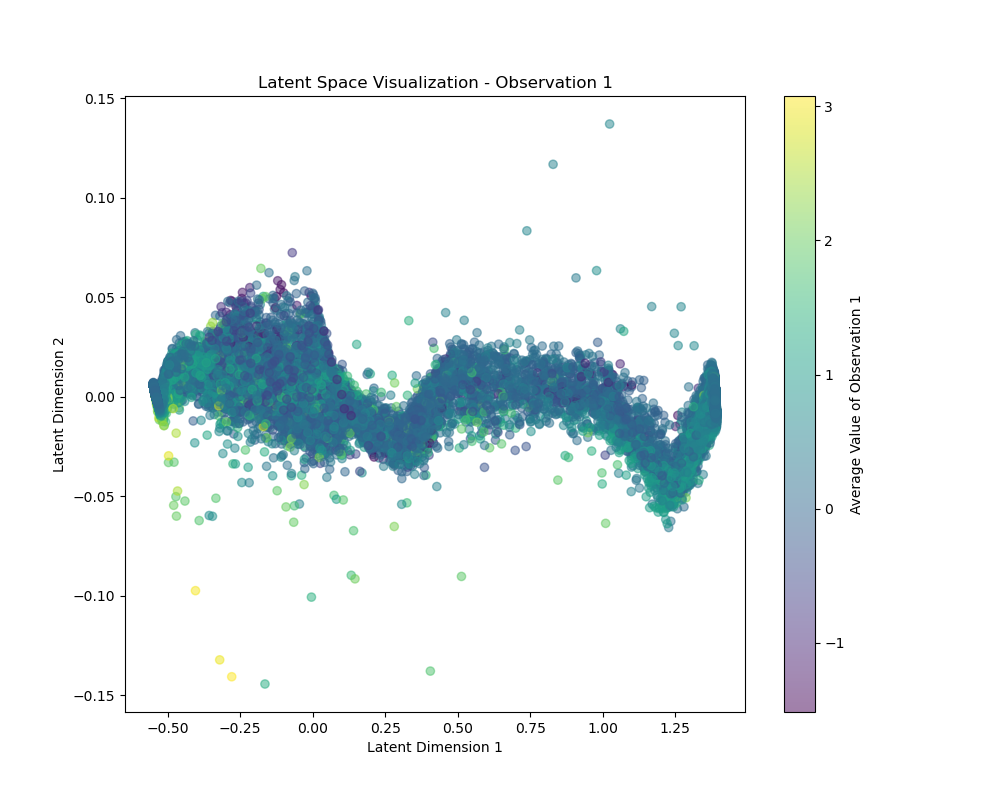 Latent Space Visualization - Observation 1
0.15
0.10
0.05
0.00
−0.05
−0.10
−0.15
Latent Dimension 2
−0.50 −0.25 0.00 0.25 0.50 0.75 1.00 1.25
Latent Dimension 1
3
2
1
0
−1
Average Value of Observation 1